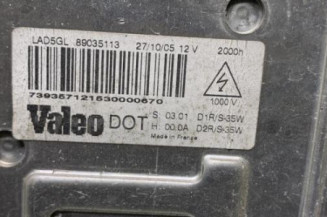 LAD5GL 89035113 27/10/05 12 V 2000h
739357121630000670
1000 V
Valeo DOT S: 03.01 D1R/S-35W
H: 00.0A D2R/S-35W
Made in France